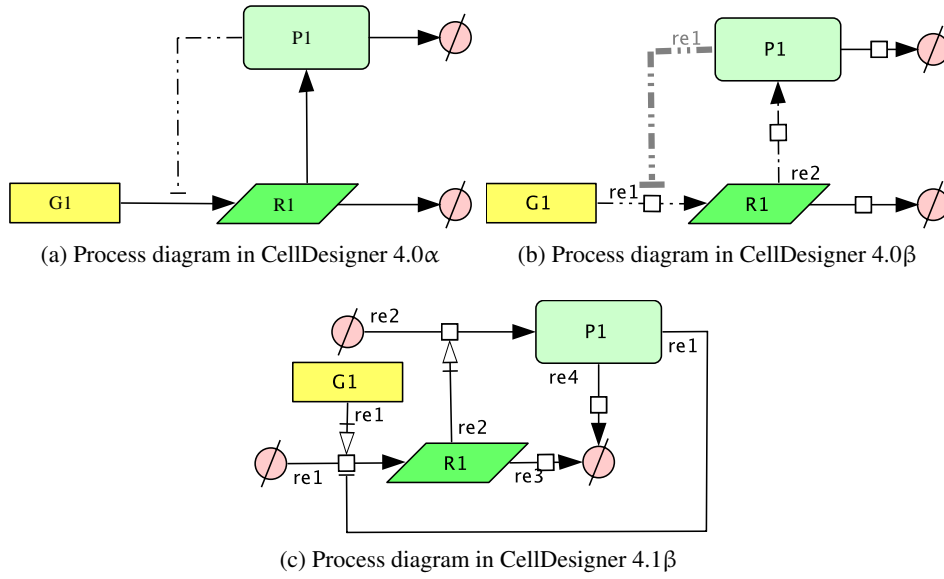 P1
G1
R1
(a) Process diagram in CellDesigner 4.0α
re1
P1
re2
G1
re1
R1
(b) Process diagram in CellDesigner 4.0β
re2
P1
re1
G1
re4
re1
re2
re1
R1
re3
(c) Process diagram in CellDesigner 4.1β